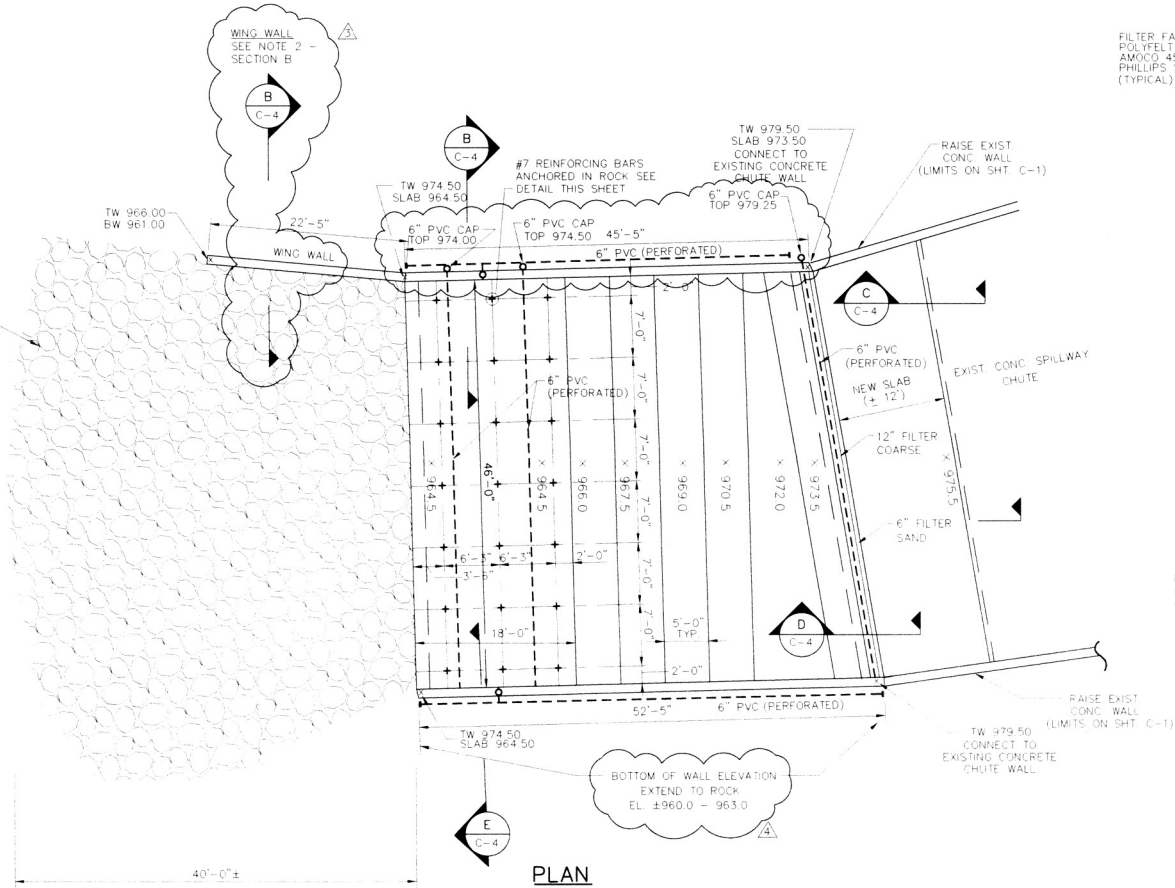 WING WALL
SEE NOTE 2 -
SECTION B
3
B
C-4
B
C-4
#7 REINFORCING BARS
ANCHORED IN ROCK SEE
DETAIL THIS SHEET
TW 979.50
SLAB 973.50
CONNECT TO
EXISTING CONCRETE
CHUTE WALL
RAISE EXIST
CONC WALL
(LIMITS ON SHT. C-1)
FILTER FA
POLYFELT
AMOCO 45
PHILLIPS
(TYPICAL)
TW 966.00
BW 961.00
22'-5"
WING WALL
TW 974.50
SLAB 964.50
6" PVC CAP
TOP 974.00
6" PVC CAP
TOP 974.50
45'-5"
6" PVC (PERFORATED)
6" PVC CAP
TOP 979.25
2'-0"
C
C-4
7'-0"
7'-0"
7'-0"
7'-0"
7'-0"
7'-0"
2'-0"
6" PVC
(PERFORATED)
6" PVC
(PERFORATED)
NEW SLAB
(± 12')
EXIST. CONC SPILLWAY
CHUTE
12" FILTER
COARSE
6" FILTER
SAND
× 964.5
46'-0"
× 964.5
× 966.0
× 967.5
× 969.0
× 970.5
× 972.0
× 973.5
× 975.5
6'-3"
6'-3"
2'-0"
3'-6"
18'-0"
5'-0"
TYP.
D
C-4
52'-5"
6" PVC (PERFORATED)
TW 974.50
SLAB 964.50
TW 979.50
CONNECT TO
EXISTING CONCRETE
CHUTE WALL
RAISE EXIST
CONC WALL
(LIMITS ON SHT. C-1)
BOTTOM OF WALL ELEVATION
EXTEND TO ROCK
EL. ±960.0 - 963.0
4
E
C-4
40'-0"±
PLAN